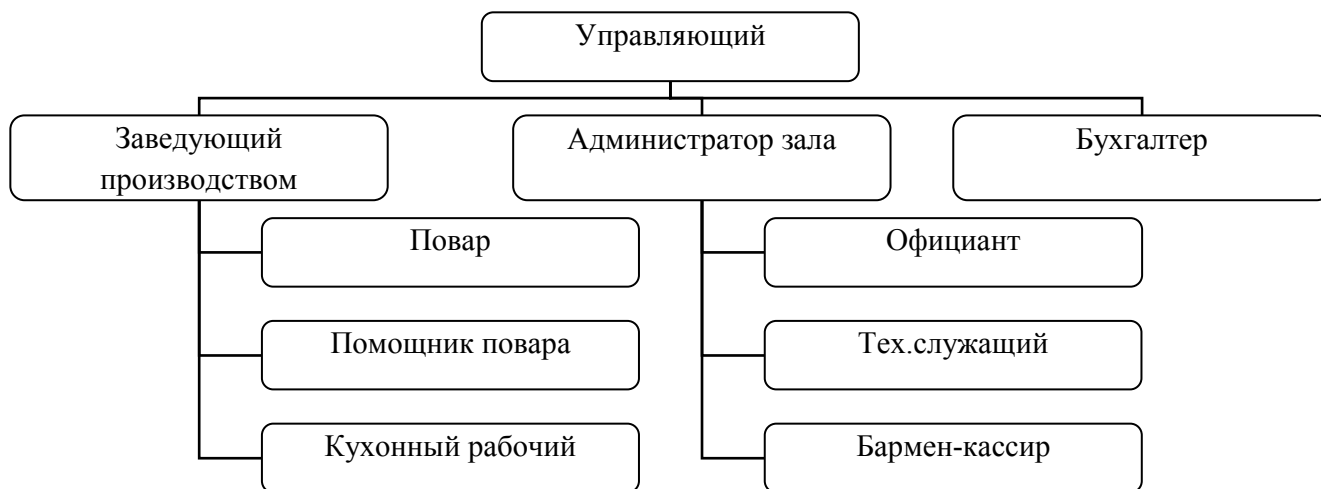 Управляющий
Заведующий
производством
Администратор зала
Бухгалтер
Повар
Официант
Помощник повара
Тех.служащий
Кухонный рабочий
Бармен-кассир